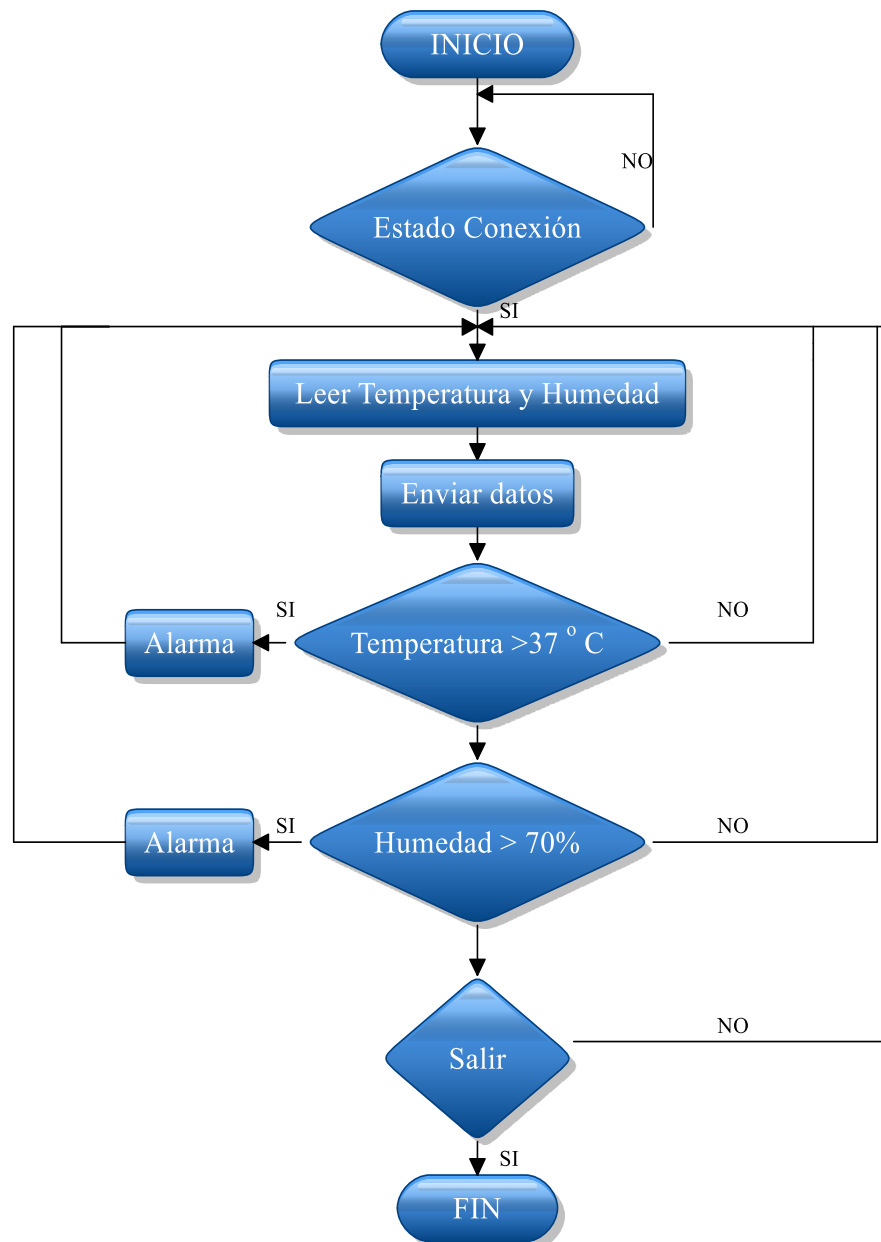 INICIO
NO
Estado Conexión
SI
Leer Temperatura y Humedad
Enviar datos
SI
NO
Alarma
Temperatura >37 º C
SI
NO
Alarma
Humedad > 70%
NO
Salir
SI
FIN